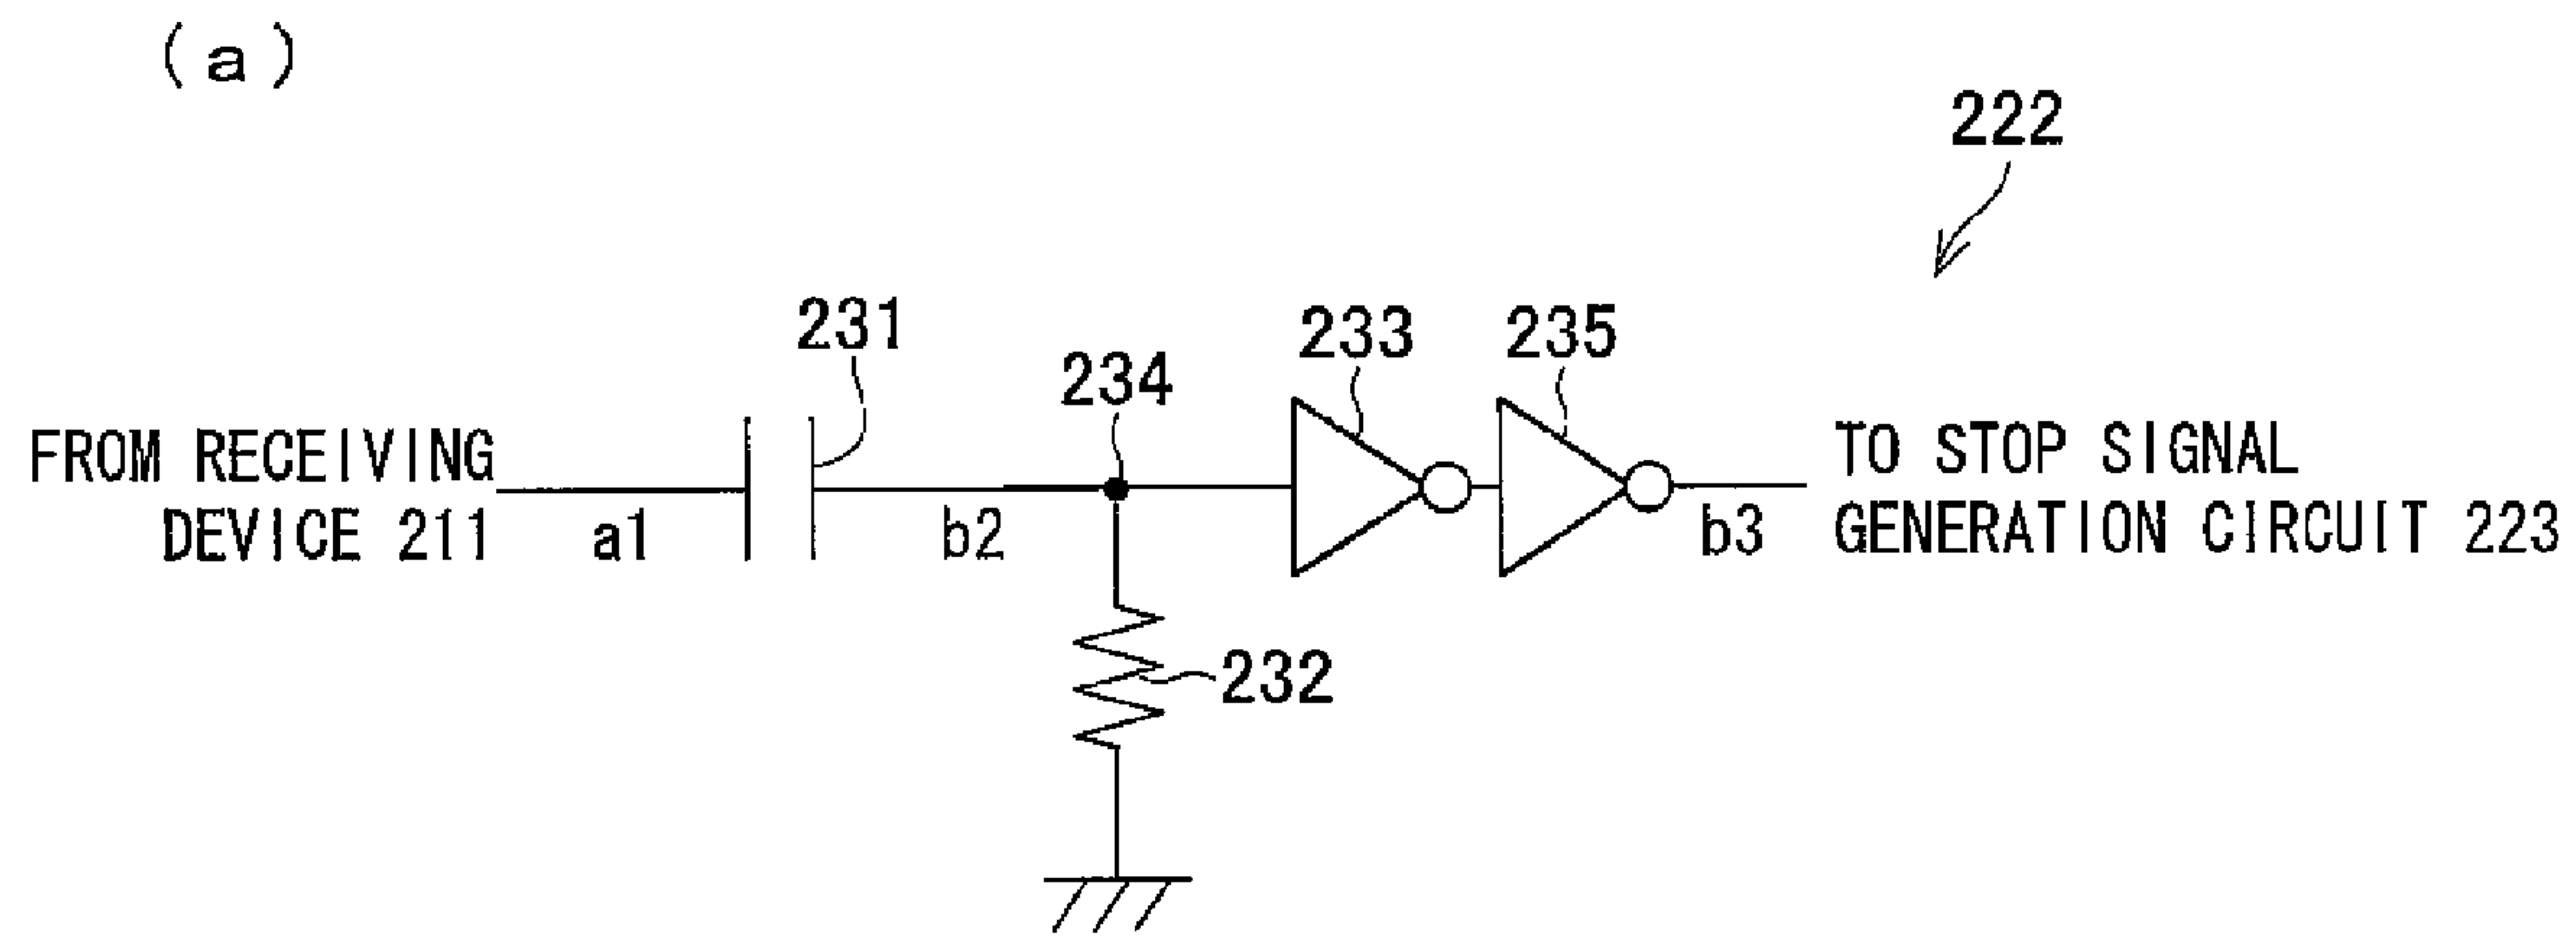 (a)
222
231
234
233
235
FROM RECEIVING
DEVICE 211
a1
b2
b3
TO STOP SIGNAL
GENERATION CIRCUIT 223
232